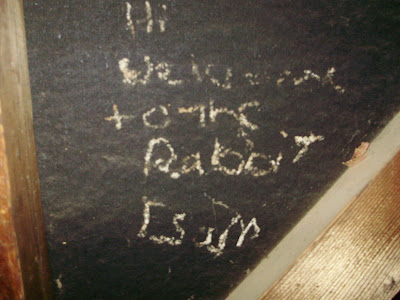 Hi
Welcome
to the
Rabbit